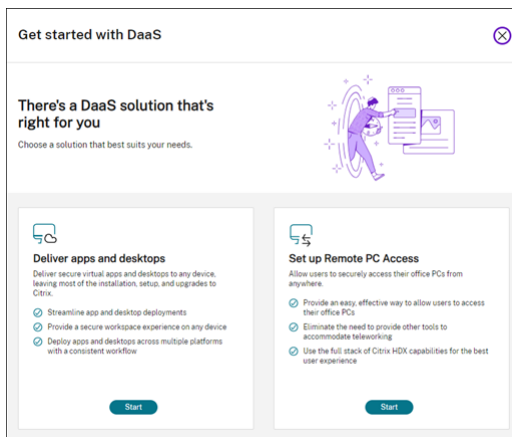 Get started with DaaS
There's a DaaS solution that's
right for you
Choose a solution that best suits your needs.
Deliver apps and desktops
Deliver secure virtual apps and desktops to any device,
leaving most of the installation, setup, and upgrades to
Citrix.
Streamline app and desktop deployments
Provide a secure workspace experience on any device
Deploy apps and desktops across multiple platforms
with a consistent workflow
Start
Set up Remote PC Access
Allow users to securely access their office PCs from
anywhere.
Provide an easy, effective way to allow users to access
their office PCs
Eliminate the need to provide other tools to
accommodate teleworking
Use the full stack of Citrix HDX capabilities for the best
user experience
Start